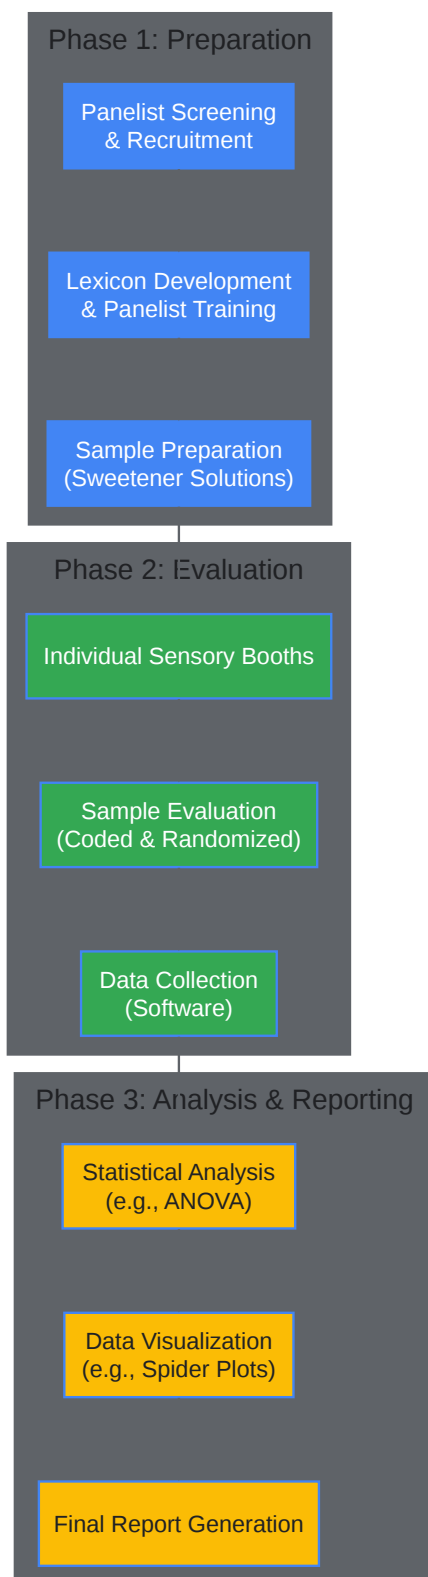 Phase 1: Preparation
Panelist Screening
& Recruitment
Lexicon Development
& Panelist Training
Sample Preparation
(Sweetener Solutions)
Phase 2: Evaluation
Individual Sensory Booths
Sample Evaluation
(Coded & Randomized)
Data Collection
(Software)
Phase 3: Analysis & Reporting
Statistical Analysis
(e.g., ANOVA)
Data Visualization
(e.g., Spider Plots)
Final Report Generation